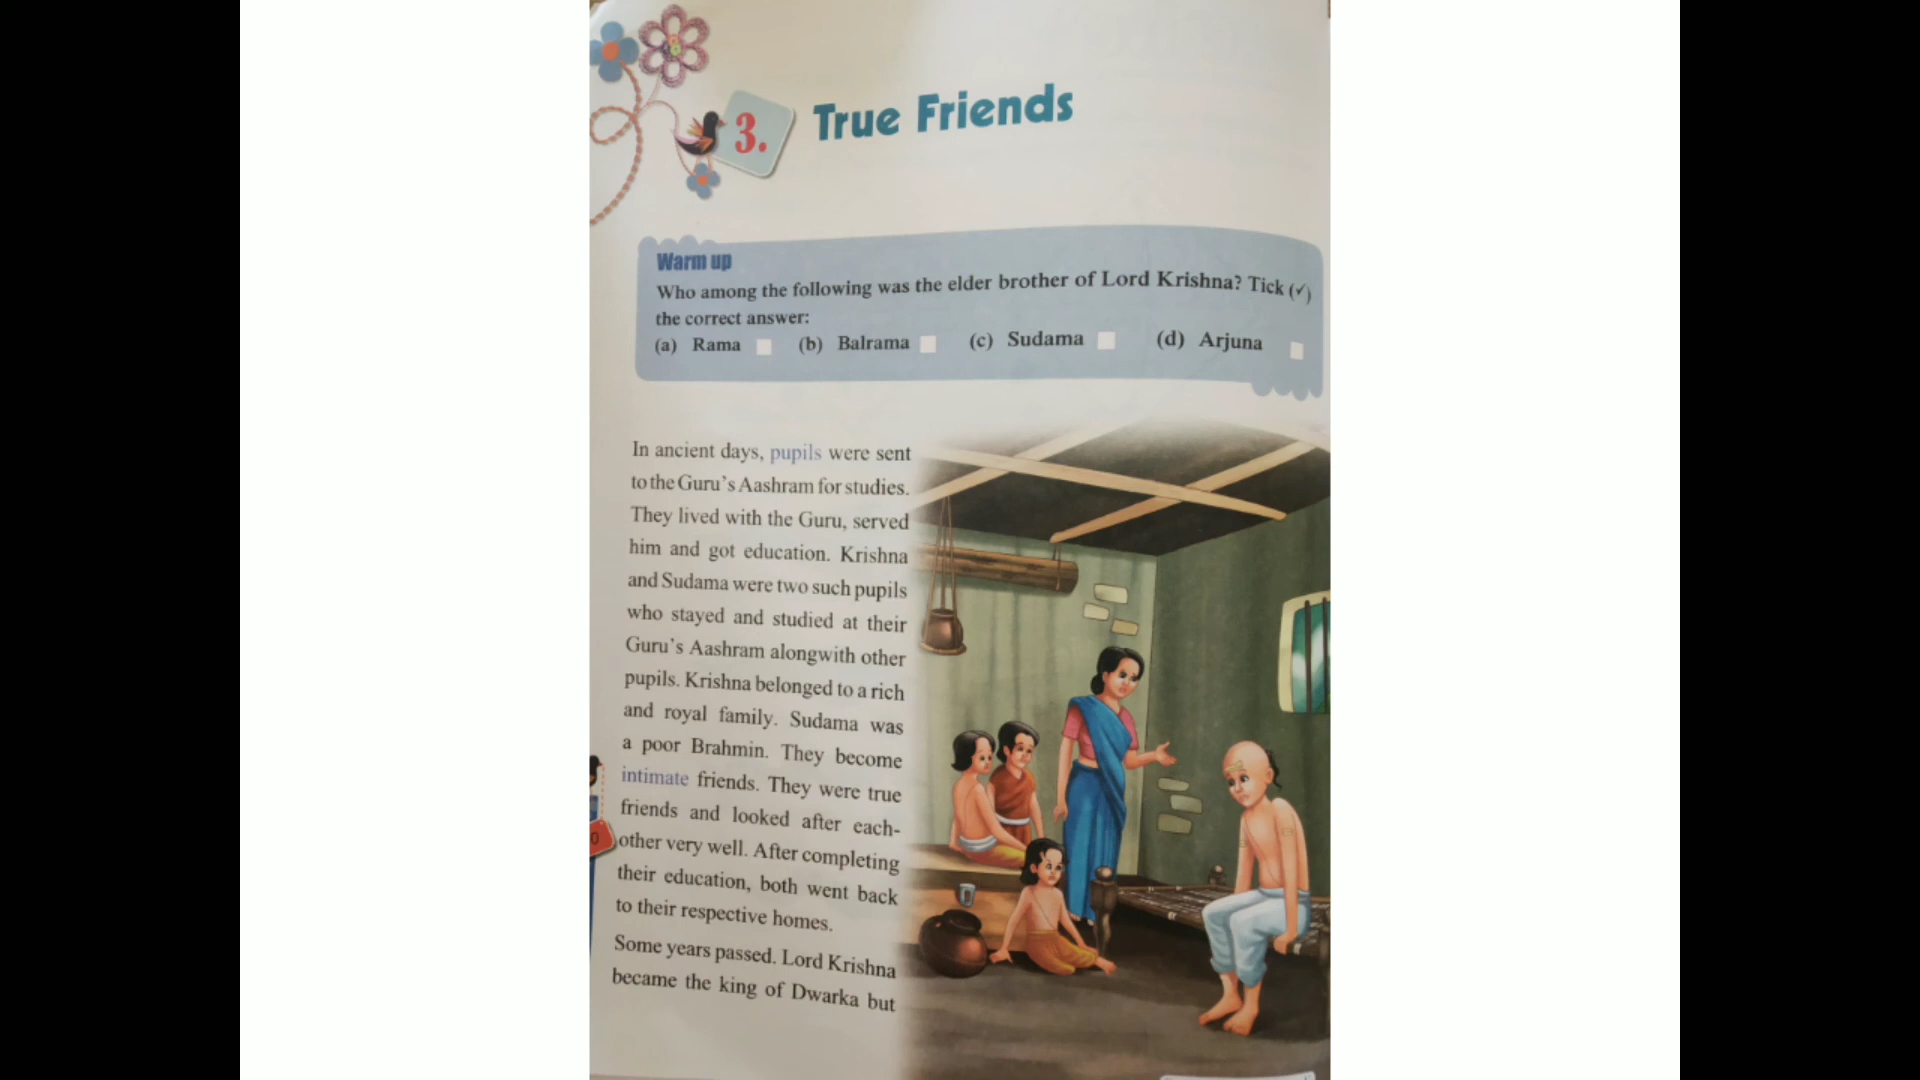 3. True Friends
Warm up
Who among the following was the elder brother of Lord Krishna? Tick (✓)
the correct answer:
(a) Rama (b) Balrama (c) Sudama (d) Arjuna
In ancient days, pupils were sent
to the Guru's Aashram for studies.
They lived with the Guru, served
him and got education. Krishna
and Sudama were two such pupils
who stayed and studied at their
Guru's Aashram alongwith other
pupils. Krishna belonged to a rich
and royal family. Sudama was
a poor Brahmin. They become
intimate friends. They were true
friends and looked after each-
other very well. After completing
their education, both went back
to their respective homes.
Some years passed. Lord Krishna
became the king of Dwarka but